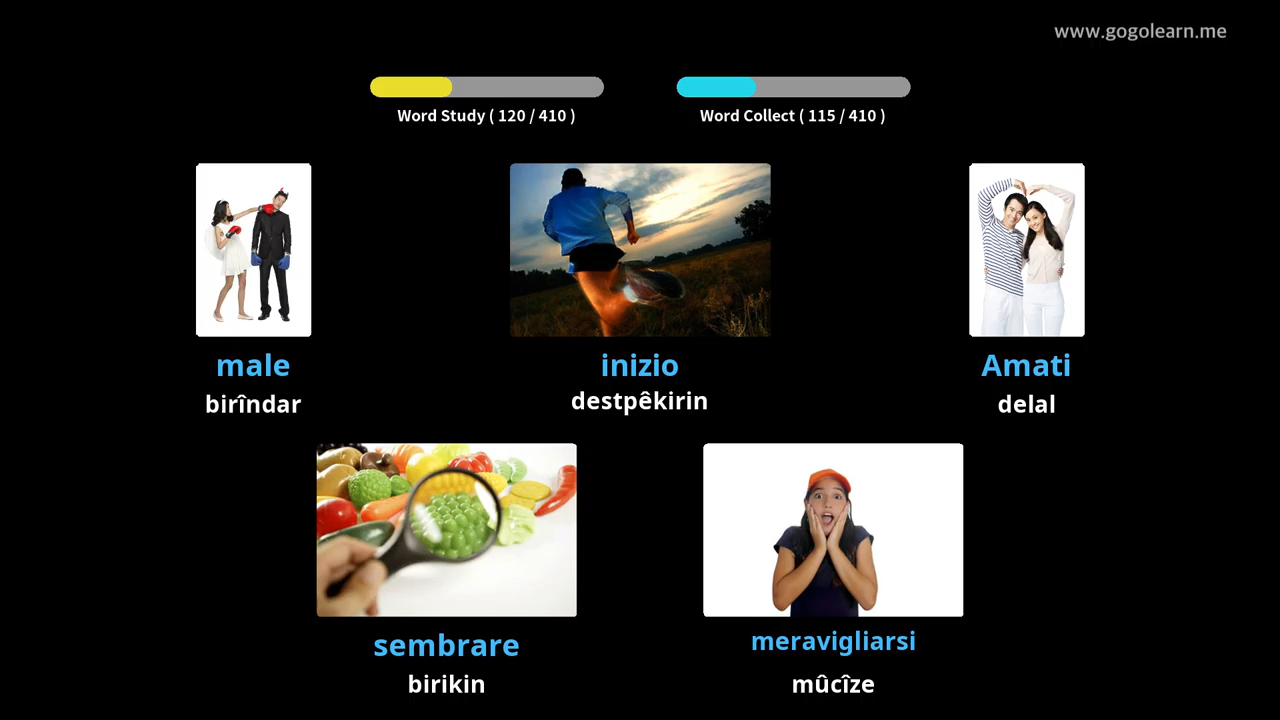 www.gogolearn.me
Word Study ( 120 / 410 )
Word Collect ( 115 / 410 )
male
birîndar
inizio
destpêkirin
Amati
delal
sembrare
birikin
meravigliarsi
mûcîze